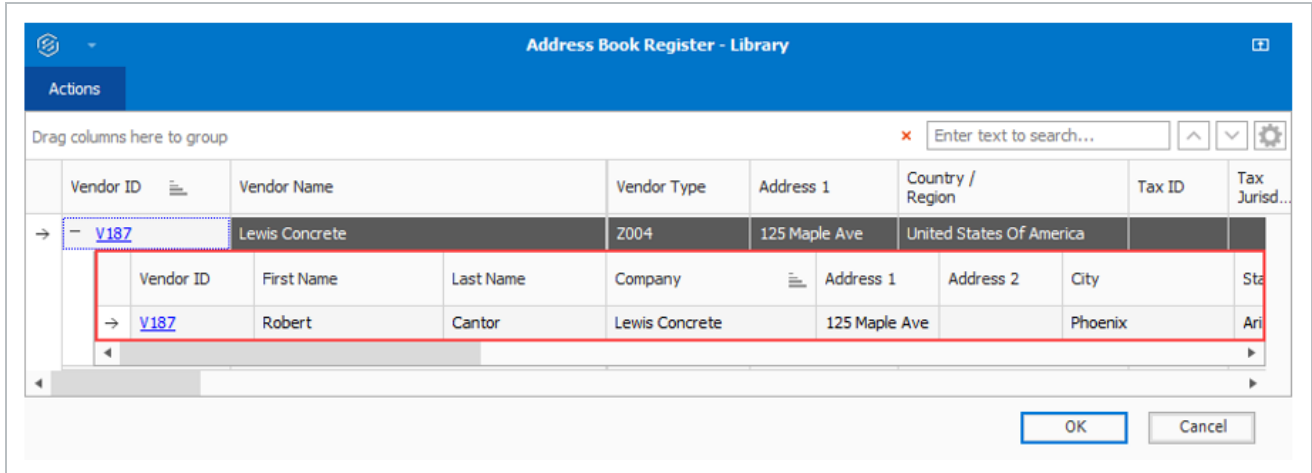 Address Book Register - Library
Actions
Drag columns here to group
Enter text to search...
Vendor ID Vendor Name Vendor Type Address 1 Country / Region Tax ID Tax Jurisd...
V187 Lewis Concrete Z004 125 Maple Ave United States Of America
Vendor ID First Name Last Name Company Address 1 Address 2 City Sta
V187 Robert Cantor Lewis Concrete 125 Maple Ave Phoenix Ari
OK Cancel